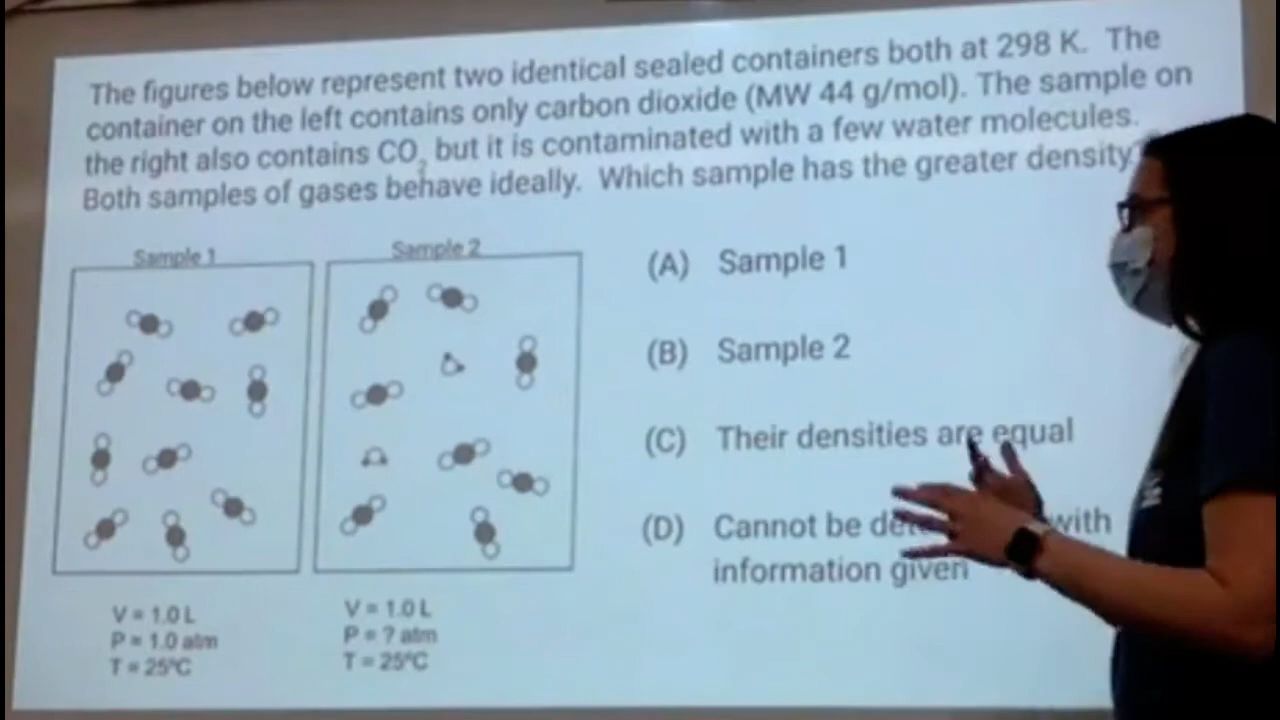 The figures below represent two identical sealed containers both at 298 K. The
container on the left contains only carbon dioxide (MW 44 g/mol). The sample on
the right also contains CO₂ but it is contaminated with a few water molecules.
Both samples of gases behave ideally. Which sample has the greater density?
Sample 1
Sample 2
V = 1.0 L
P = 1.0 atm
T = 25°C
V = 1.0 L
P = ? atm
T = 25°C
(A) Sample 1
(B) Sample 2
(C) Their densities are equal
(D) Cannot be with
information given